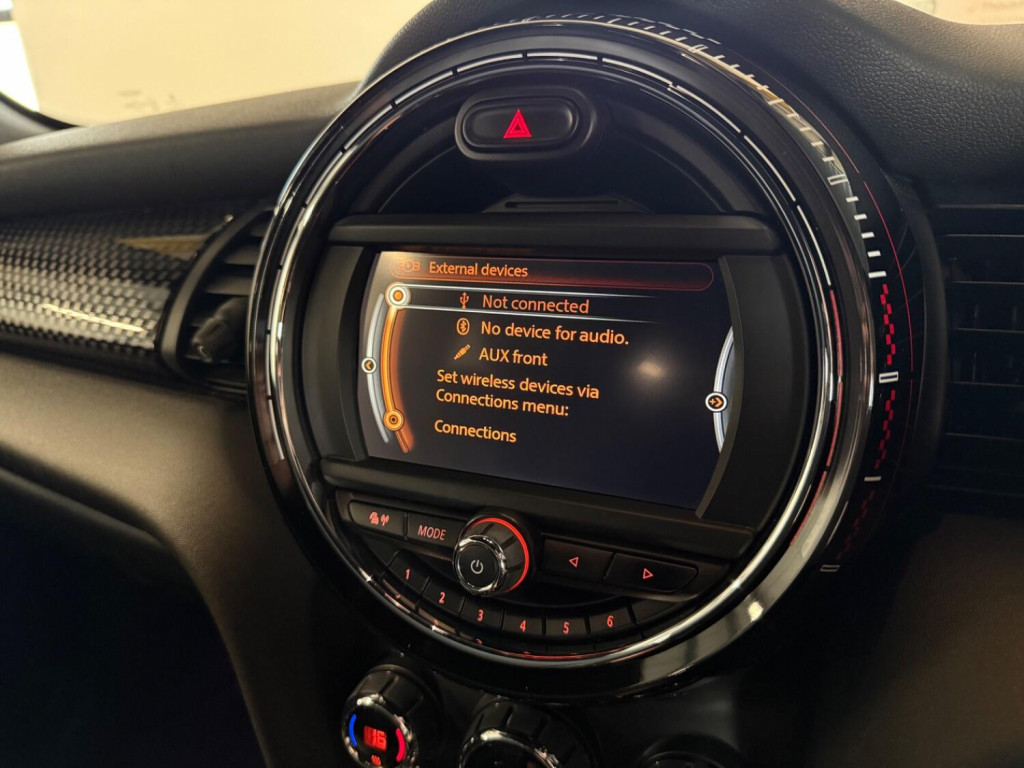 External devices
Not connected
No device for audio.
AUX front
Set wireless devices via
Connections menu:
Connections
MODE
1
2
3
4
5
6
16